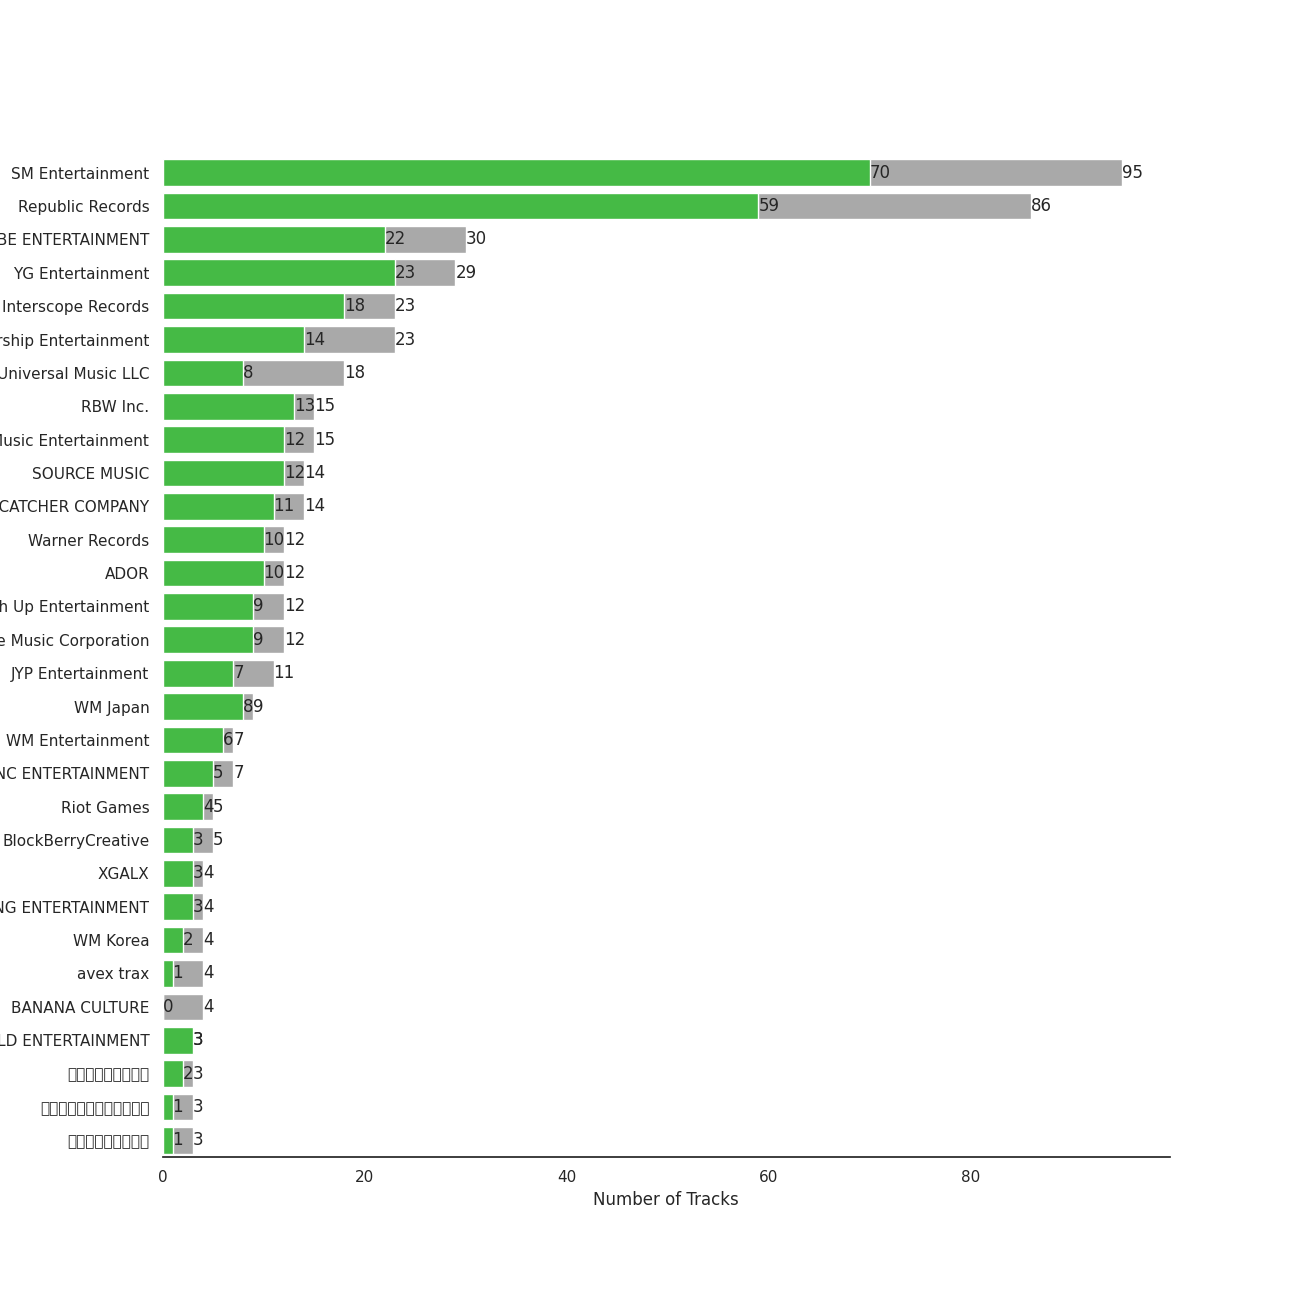 SM Entertainment 70 95
Republic Records 59 86
BE ENTERTAINMENT 22 30
YG Entertainment 23 29
Interscope Records 18 23
rship Entertainment 14 23
Universal Music LLC 8 18
RBW Inc. 13 15
Music Entertainment 12 15
SOURCE MUSIC 12 14
CATCHER COMPANY 11 14
Warner Records 10 12
ADOR 10 12
h Up Entertainment 9 12
e Music Corporation 9 12
JYP Entertainment 7 11
WM Japan 8 9
WM Entertainment 6 7
NC ENTERTAINMENT 5 7
Riot Games 4 5
BlockBerryCreative 3 5
XGALX 3 4
NG ENTERTAINMENT 3 4
WM Korea 2 4
avex trax 1 4
BANANA CULTURE 0 4
LD ENTERTAINMENT 3 3
2 3
1 3
1 3
0 20 40 60 80
Number of Tracks